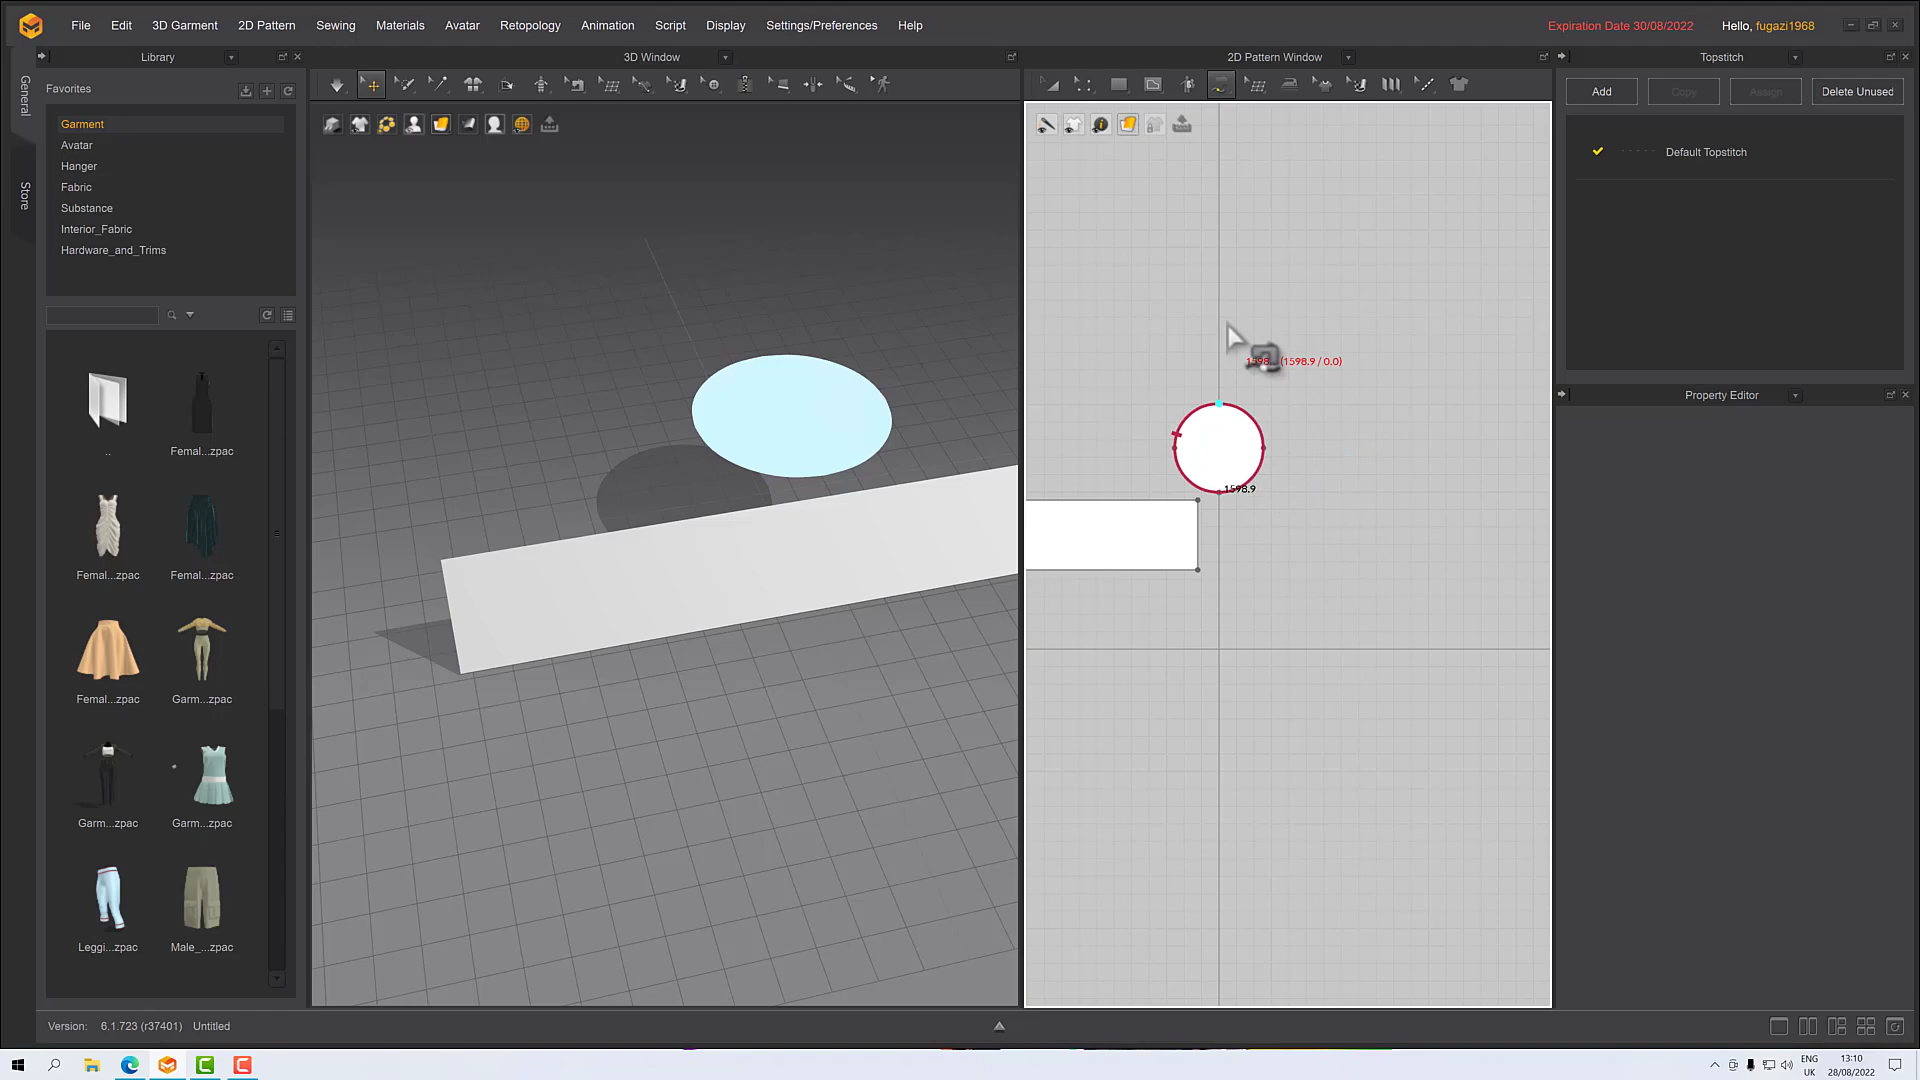 File Edit 3D Garment 2D Pattern Sewing Materials Avatar Retopology Animation Script Display Settings/Preferences Help Expiration Date 30/08/2022 Hello, fugazi1968
Library 3D Window 2D Pattern Window Topstitch
General
Store
Favorites
Garment
Avatar
Hanger
Fabric
Substance
Interior_Fabric
Hardware_and_Trims
Add Copy Assign Delete Unused
Default Topstitch
Property Editor
(1598.9 / 0.0)
1598.9
..
Femal...zpac
Femal...zpac
Femal...zpac
Femal...zpac
Garm...zpac
Garm...zpac
Garm...zpac
Leggi...zpac
Male_...zpac
Version: 6.1.723 (r37401) Untitled
ENG
UK
13:10
28/08/2022